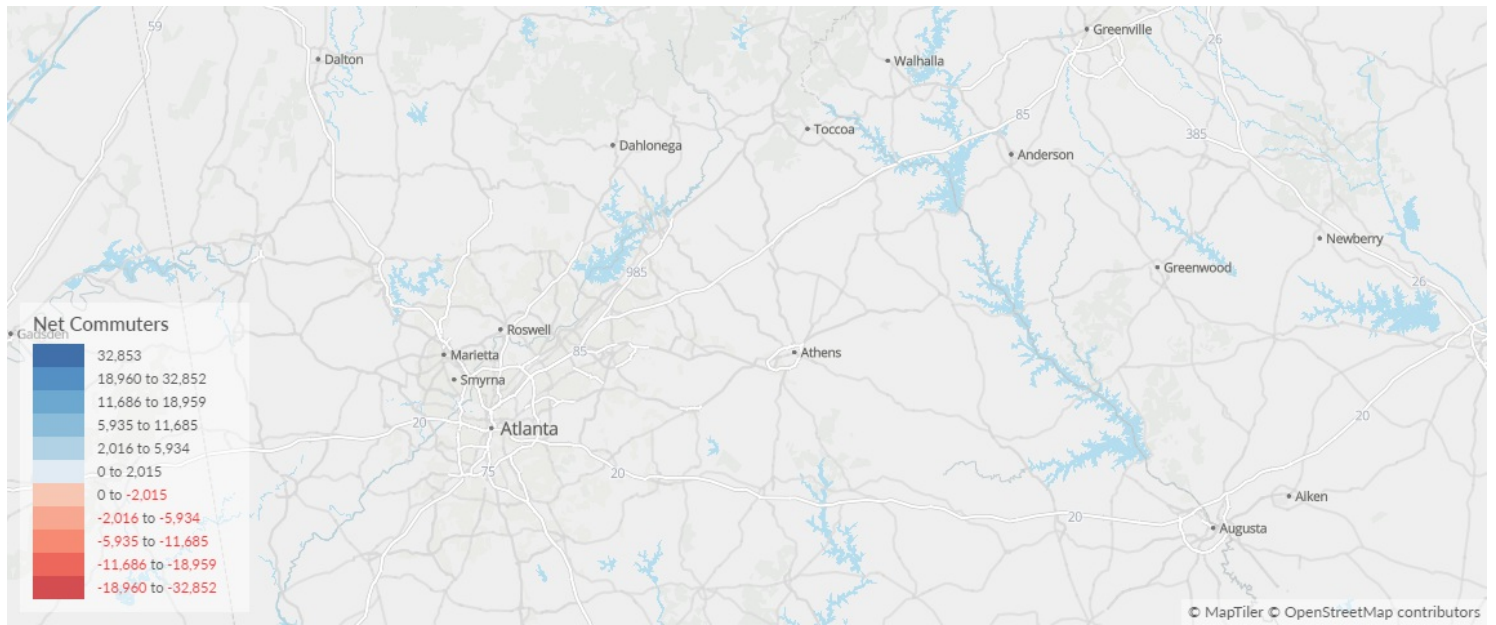 59
Dalton
Greenville
26
Walhalla
85
Toccoa
Dahlonega
385
Anderson
Newberry
Greenwood
985
26
Net Commuters
Gadsden
32,853
18,960 to 32,852
11,686 to 18,959
5,935 to 11,685
2,016 to 5,934
0 to 2,015
0 to -2,015
-2,016 to -5,934
-5,935 to -11,685
-11,686 to -18,959
-18,960 to -32,852
Roswell
Marietta
85
Athens
Smyrna
20
Atlanta
20
75
20
Aiken
20
Augusta
© MapTiler © OpenStreetMap contributors